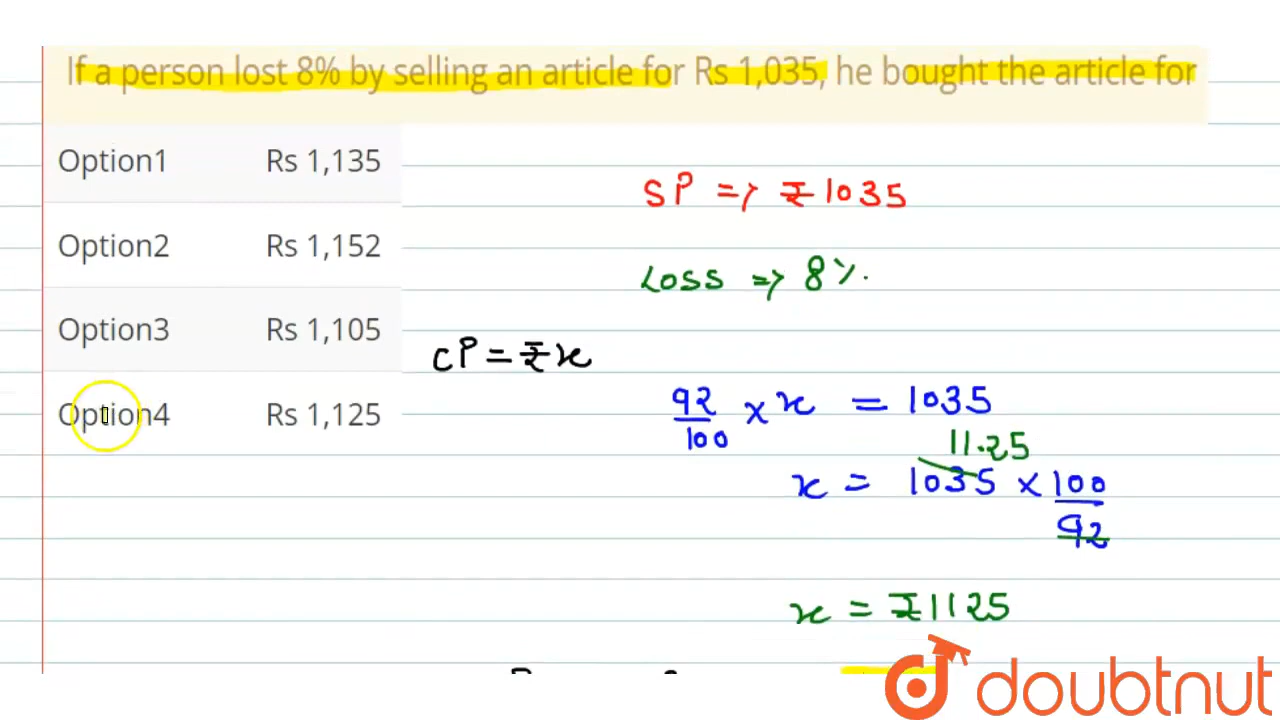 If a person lost 8% by selling an article for Rs 1,035, he bought the article for
Option1 Rs 1,135
SP => ₹1035
Option2 Rs 1,152
Loss => 8%
Option3 Rs 1,105
CP = ₹x
92/100 × x = 1035
Option4 Rs 1,125
11.25
x = 1035 × 100/92
x = ₹1125
doubtnut